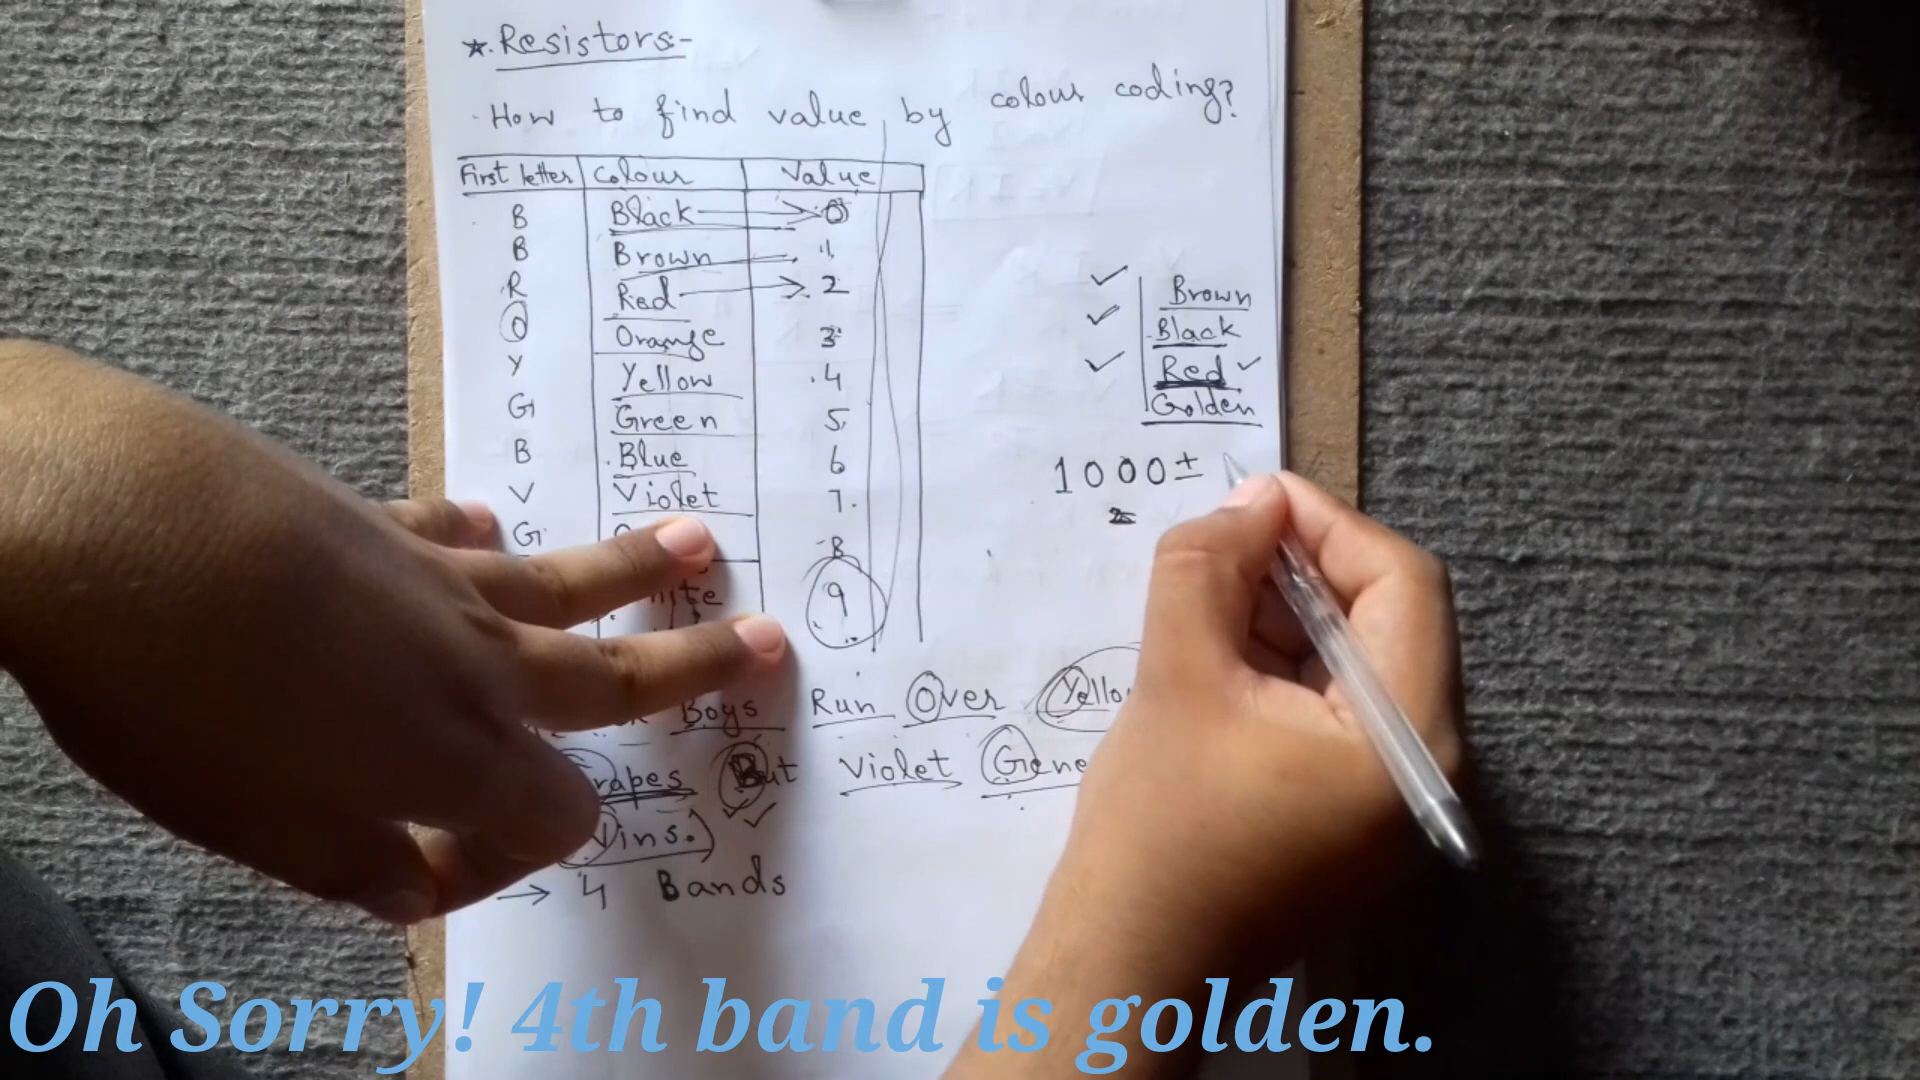 ★. Resistors:-
· How to find value by colour coding?
First letter Colour Value
B Black 0
B Brown 1
R Red 2
O Orange 3
Y Yellow 4
G Green 5
B Blue 6
V Violet 7
G 8
9
Brown
Black
Red
Golden
1000±
Boys Run Over
But Violet
→ 4 Bands
Oh Sorry! 4th band is golden.